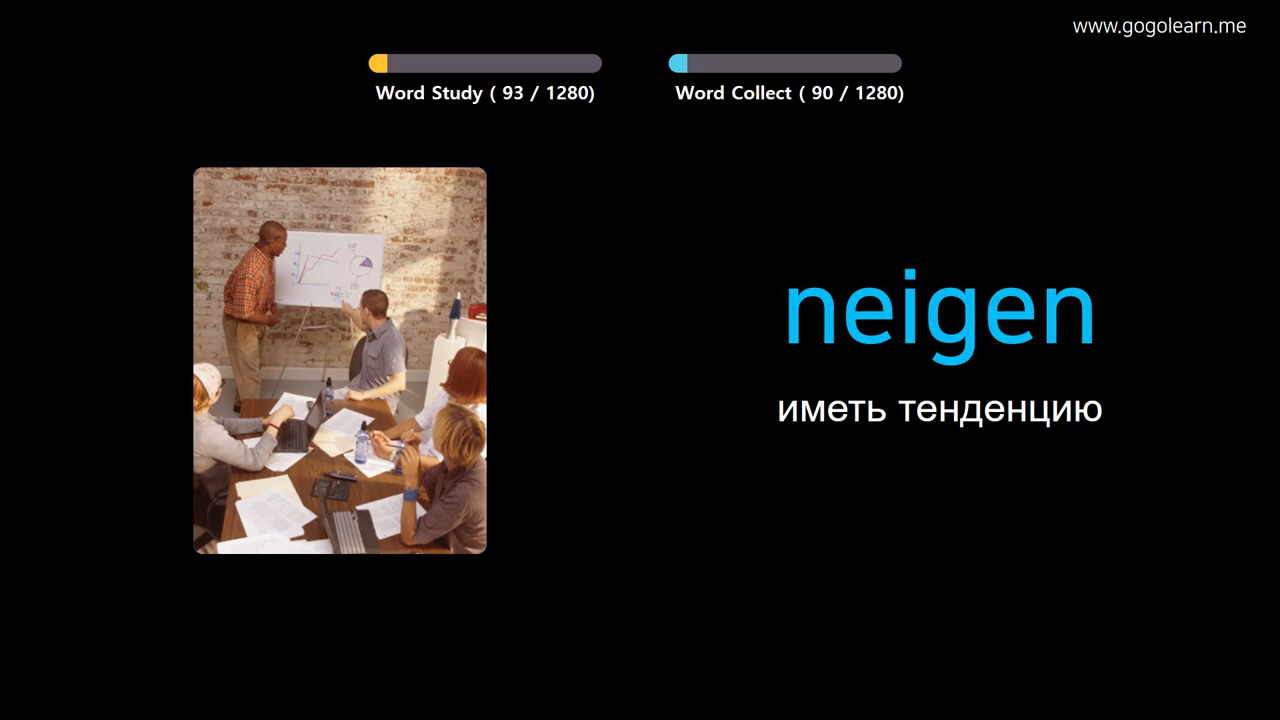 www.gogolearn.me
Word Study ( 93 / 1280)
Word Collect ( 90 / 1280)
neigen
иметь тенденцию